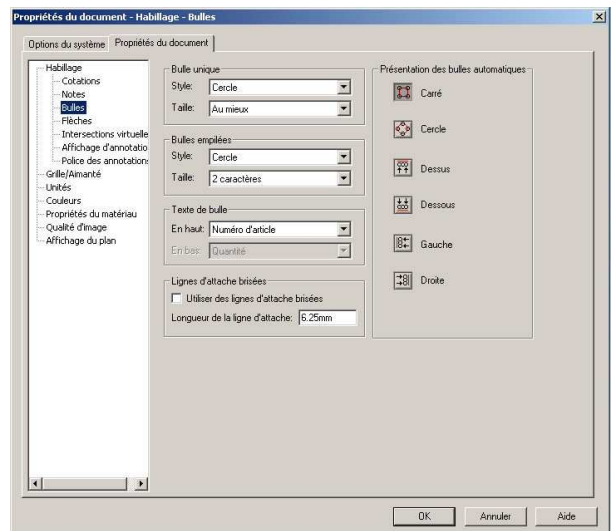 Propriétés du document - Habillage - Bulles
Options du système
Propriétés du document
Habillage
Cotations
Notes
Bulles
Flèches
Intersections virtuelle
Affichage d'annotatio
Police des annotation
Grille/Aimanté
Unités
Couleurs
Propriétés du matériau
Qualité d'image
Affichage du plan
Bulle unique
Style: Cercle
Taille: Au mieux
Bulles empilées
Style: Cercle
Taille: 2 caractères
Texte de bulle
En haut: Numéro d'article
En bas: Quantité
Lignes d'attache brisées
Utiliser des lignes d'attache brisées
Longueur de la ligne d'attache: 6.25mm
Présentation des bulles automatiques
Carré
Cercle
Dessus
Dessous
Gauche
Droite
OK
Annuler
Aide